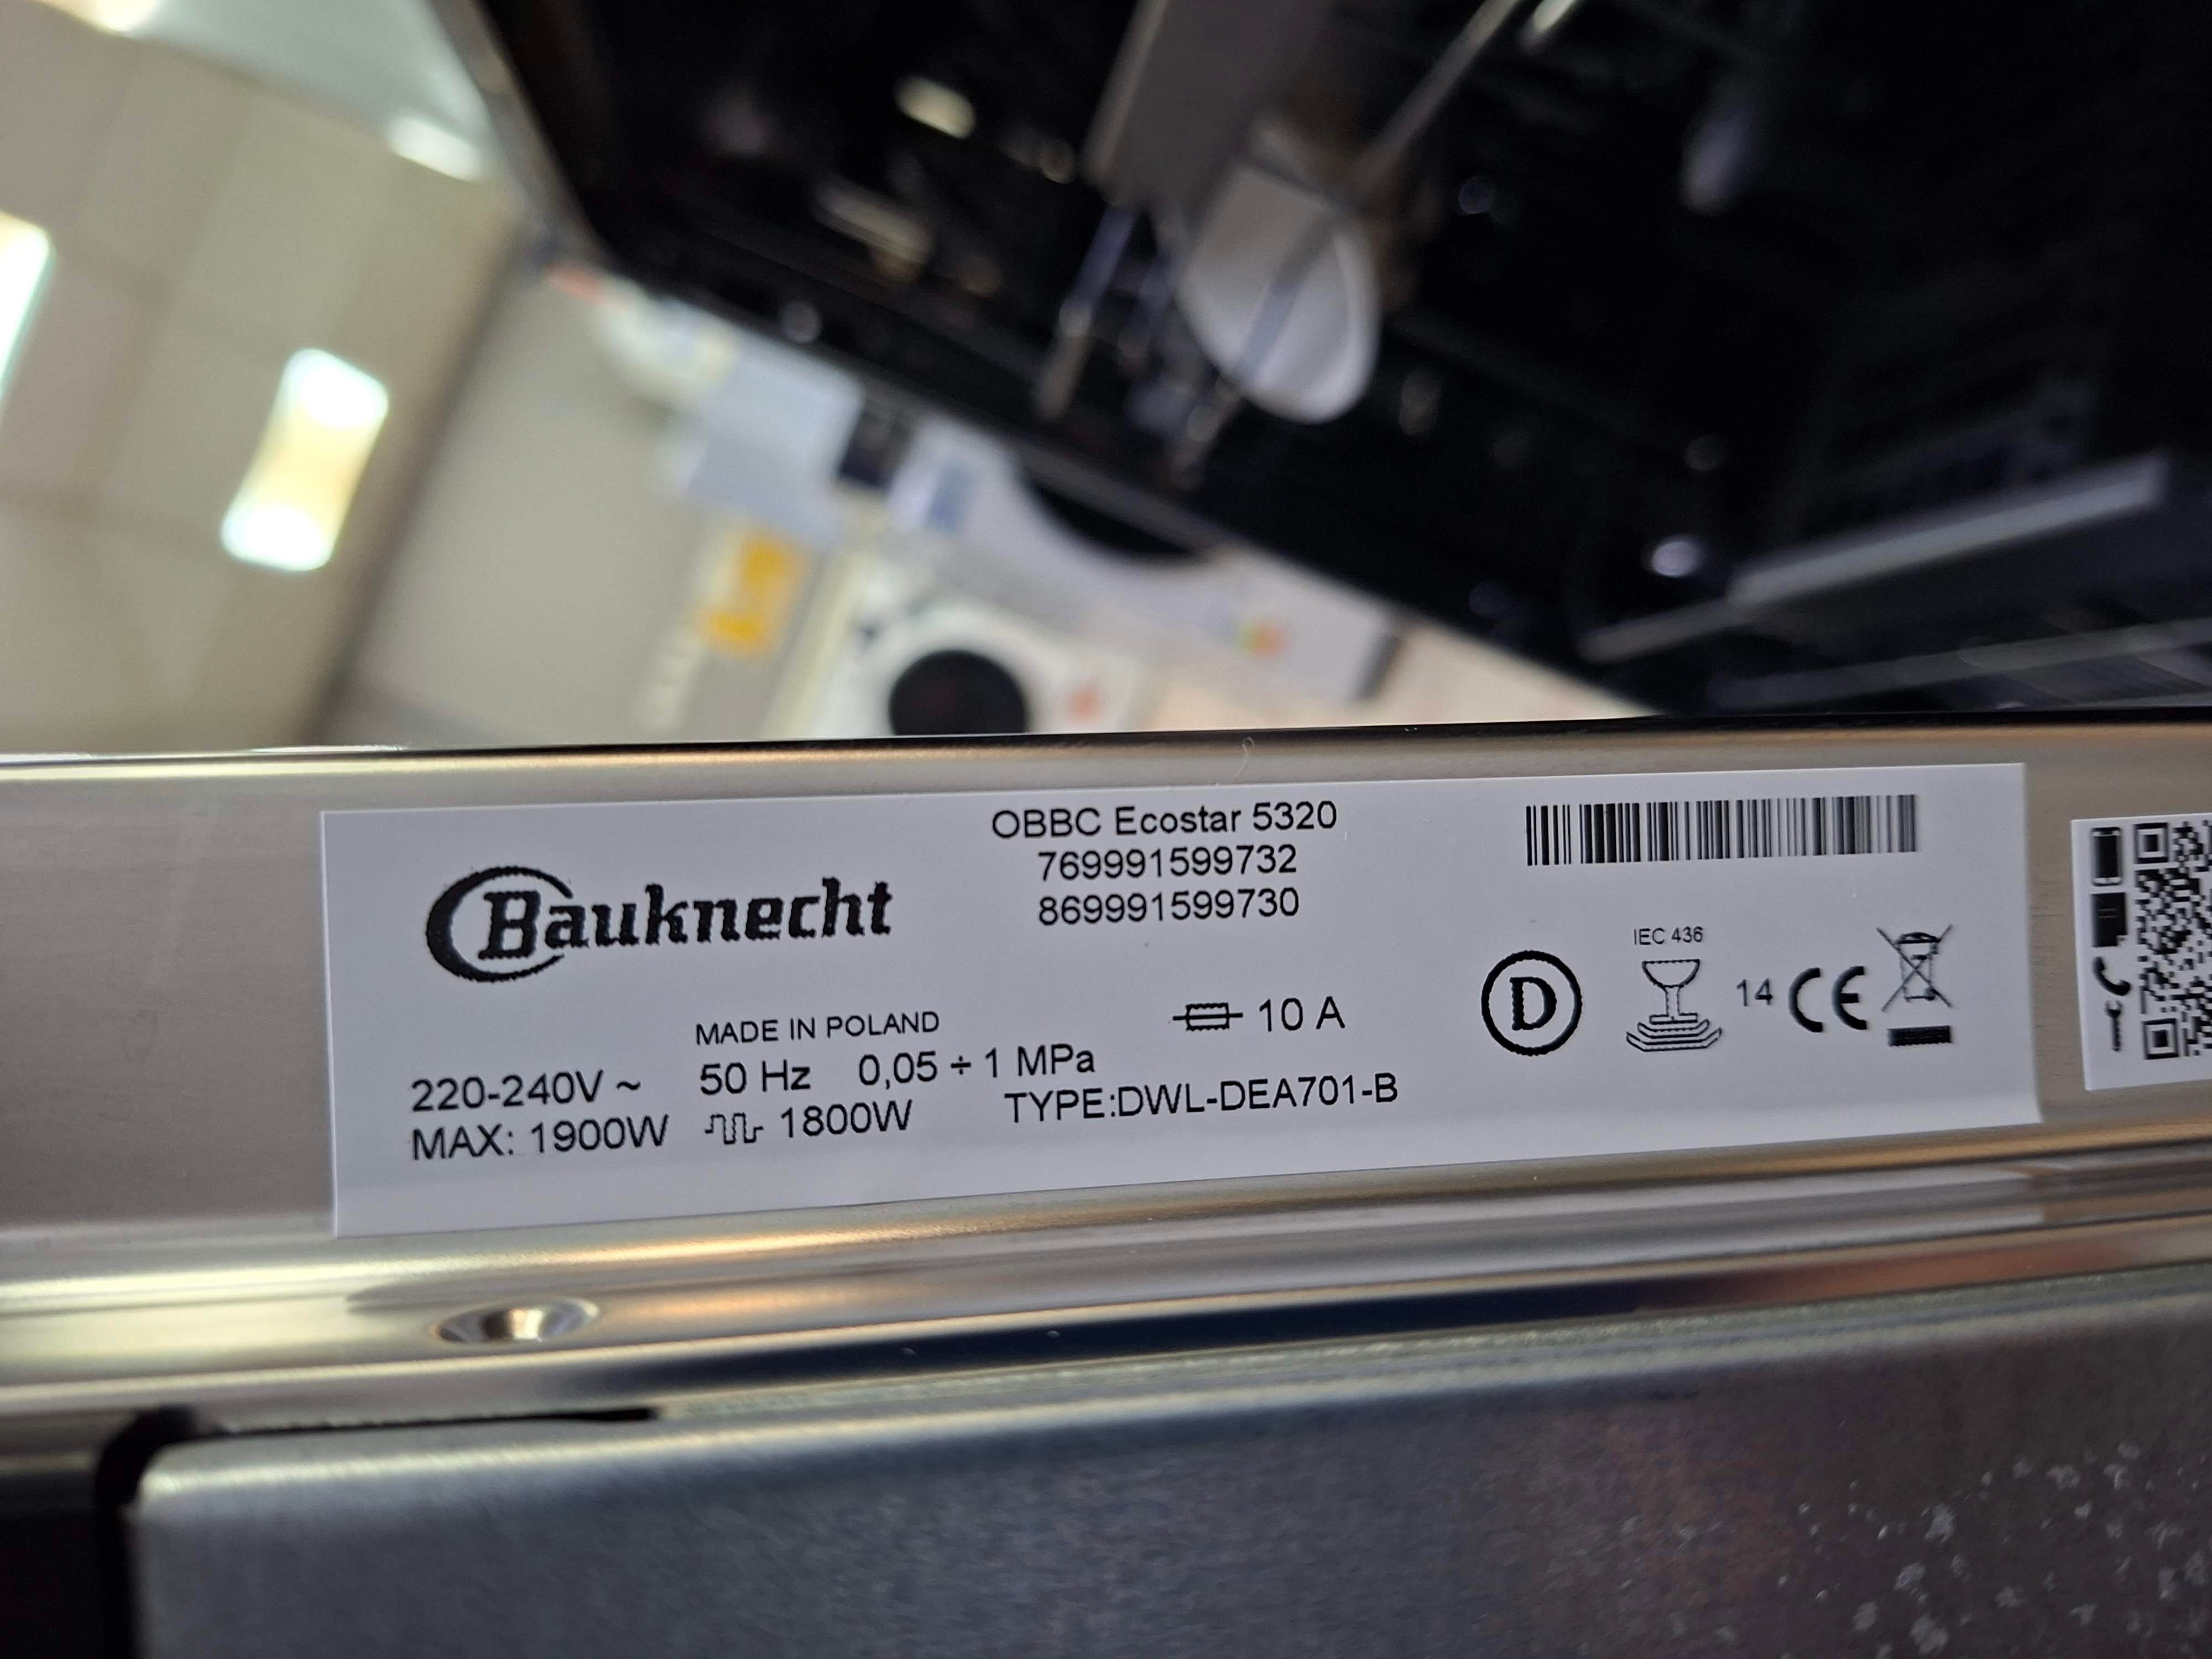 Bauknecht
OBBC Ecostar 5320
769991599732
869991599730
MADE IN POLAND
10 A
220-240V ~ 50 Hz 0,05 ÷ 1 MPa
MAX: 1900W 1800W TYPE:DWL-DEA701-B
D
IEC 436
14 CE